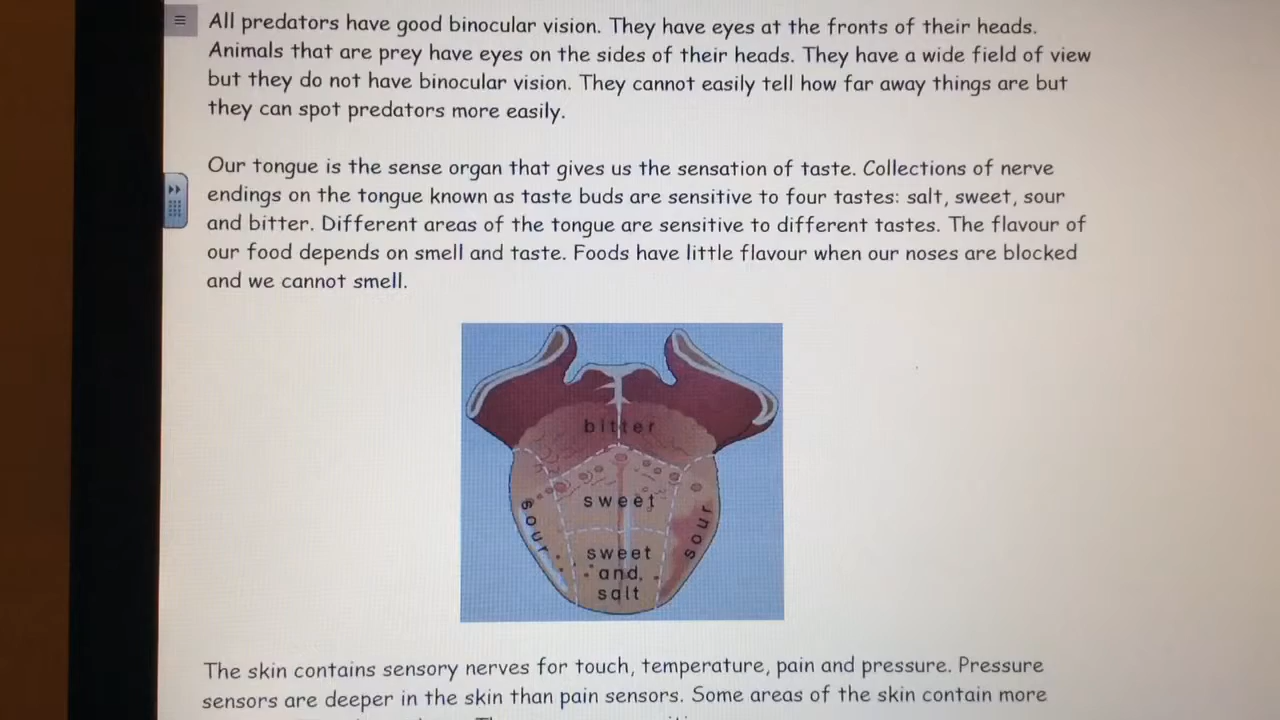 All predators have good binocular vision. They have eyes at the fronts of their heads.
Animals that are prey have eyes on the sides of their heads. They have a wide field of view
but they do not have binocular vision. They cannot easily tell how far away things are but
they can spot predators more easily.
Our tongue is the sense organ that gives us the sensation of taste. Collections of nerve
endings on the tongue known as taste buds are sensitive to four tastes: salt, sweet, sour
and bitter. Different areas of the tongue are sensitive to different tastes. The flavour of
our food depends on smell and taste. Foods have little flavour when our noses are blocked
and we cannot smell.
bitter
sweet
sour
sour
sweet
and
salt
The skin contains sensory nerves for touch, temperature, pain and pressure. Pressure
sensors are deeper in the skin than pain sensors. Some areas of the skin contain more